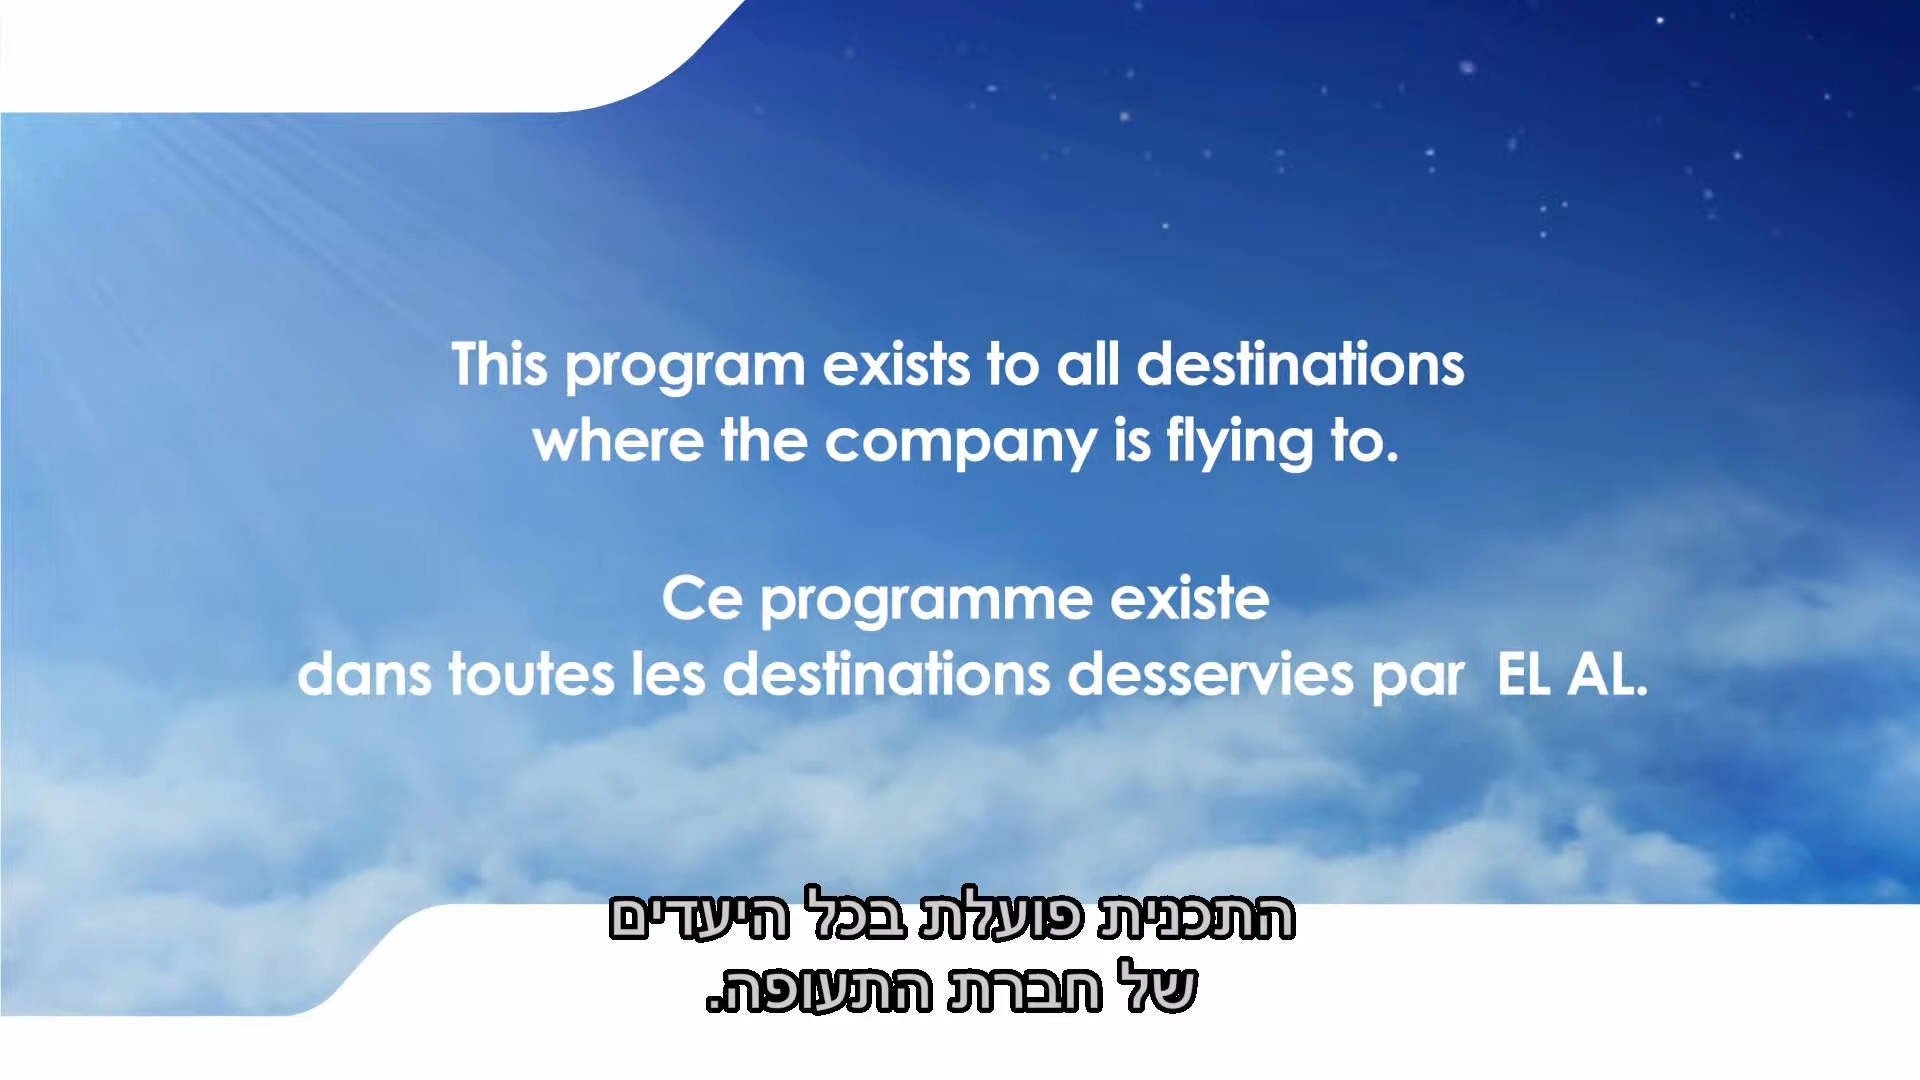 This program exists to all destinations
where the company is flying to.
Ce programme existe
dans toutes les destinations desservies par EL AL.
התכנית פועלת בכל היעדים
של חברת התעופה.